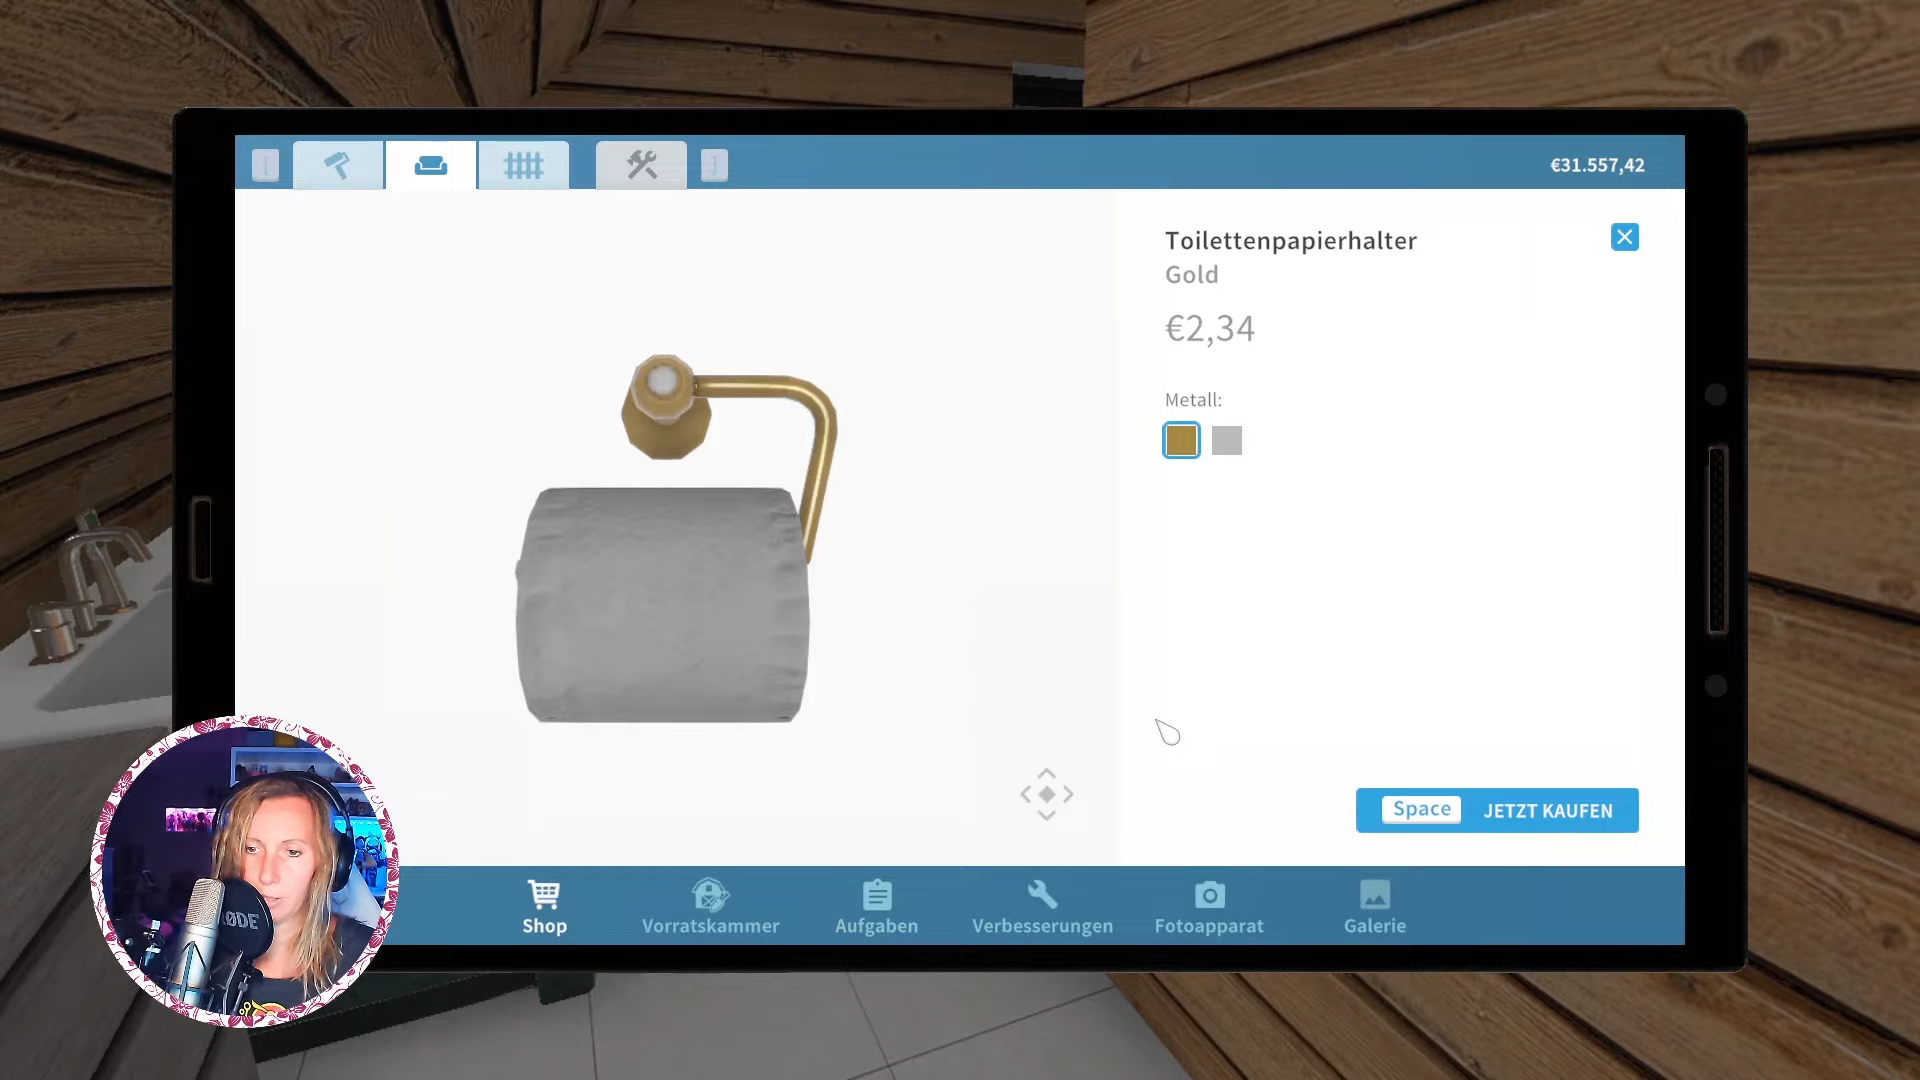 €31.557,42
Toilettenpapierhalter
Gold
€2,34
Metall:
Space JETZT KAUFEN
Shop
Vorratskammer
Aufgaben
Verbesserungen
Fotoapparat
Galerie
RØDE